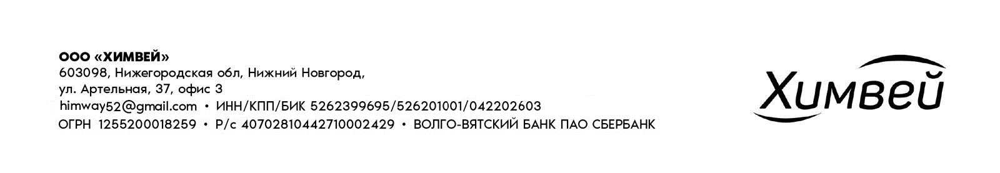 ООО «ХИМВЕЙ»
603098, Нижегородская обл, Нижний Новгород,
ул. Артельная, 37, офис 3
himway52@gmail.com • ИНН/КПП/БИК 5262399695/526201001/042202603
ОГРН 1255200018259 • Р/с 40702810442710002429 • ВОЛГО-ВЯТСКИЙ БАНК ПАО СБЕРБАНК
Химвей